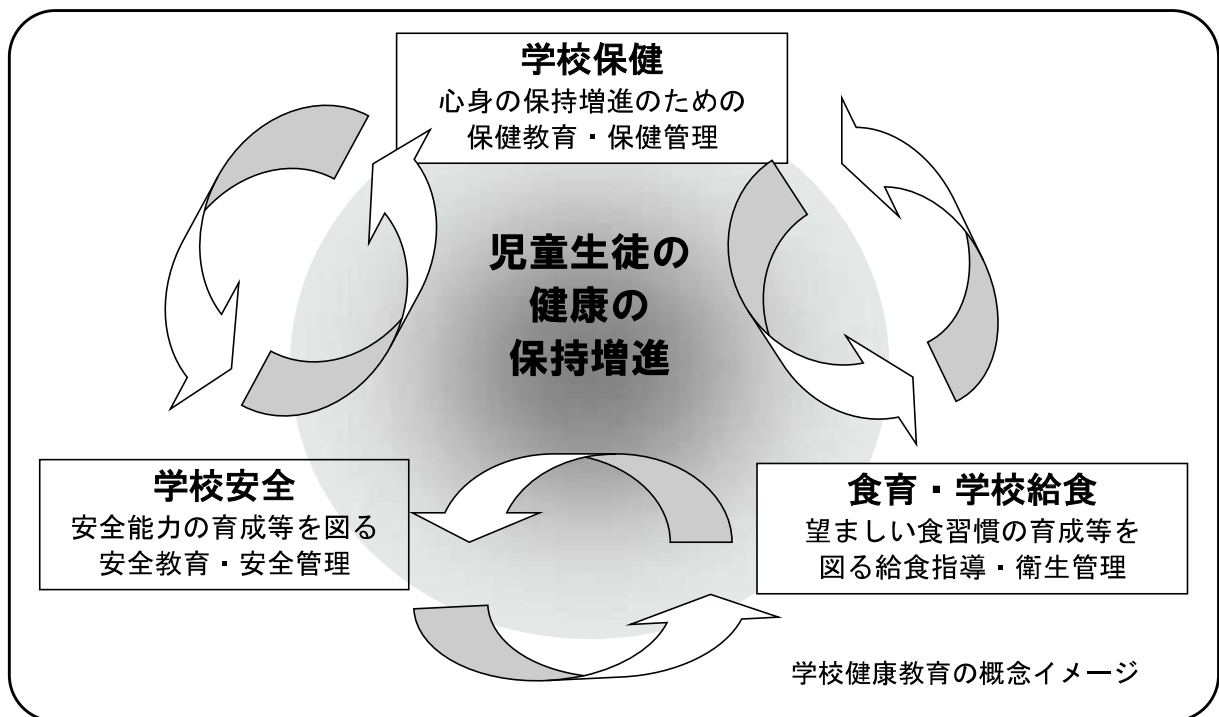 学校保健
心身の保持増進のための
保健教育・保健管理
児童生徒の
健康の
保持増進
学校安全
安全能力の育成等を図る
安全教育・安全管理
食育・学校給食
望ましい食習慣の育成等を
図る給食指導・衛生管理
学校健康教育の概念イメージ